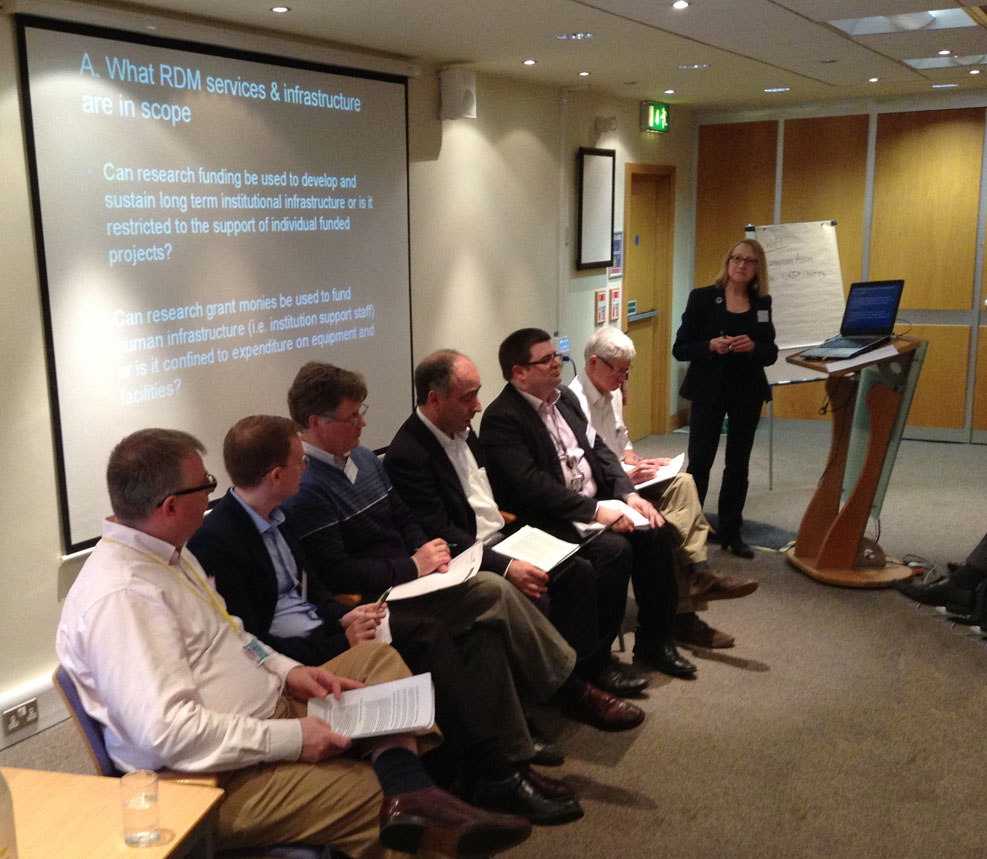 A. What RDM services & infrastructure
are in scope
Can research funding be used to develop and
sustain long term institutional infrastructure or is it
restricted to the support of individual funded
projects?
Can research grant monies be used to fund
human infrastructure (i.e. institution support staff)
or is it confined to expenditure on equipment and
facilities?